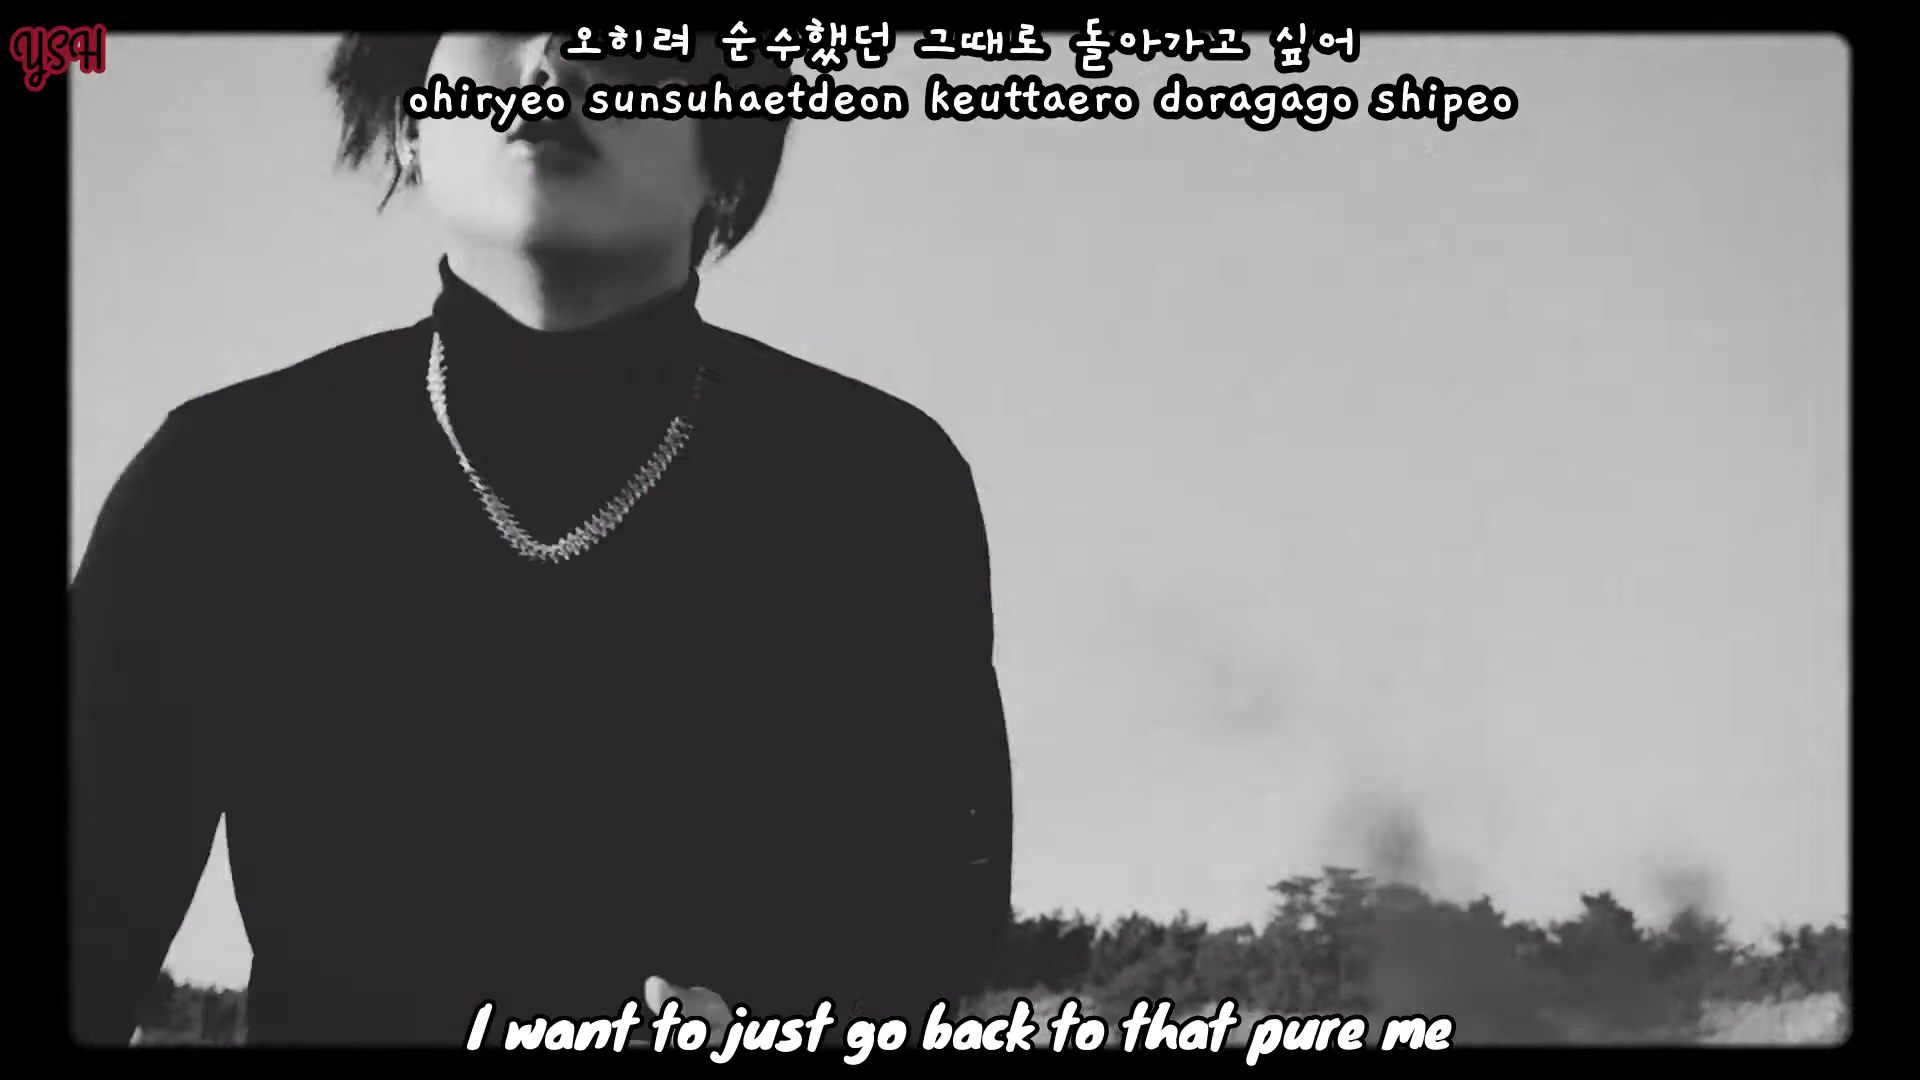 YSH
오히려 순수했던 그때로 돌아가고 싶어
ohiryeo sunsuhaetdeon keuttaero doragago shipeo
I want to just go back to that pure me